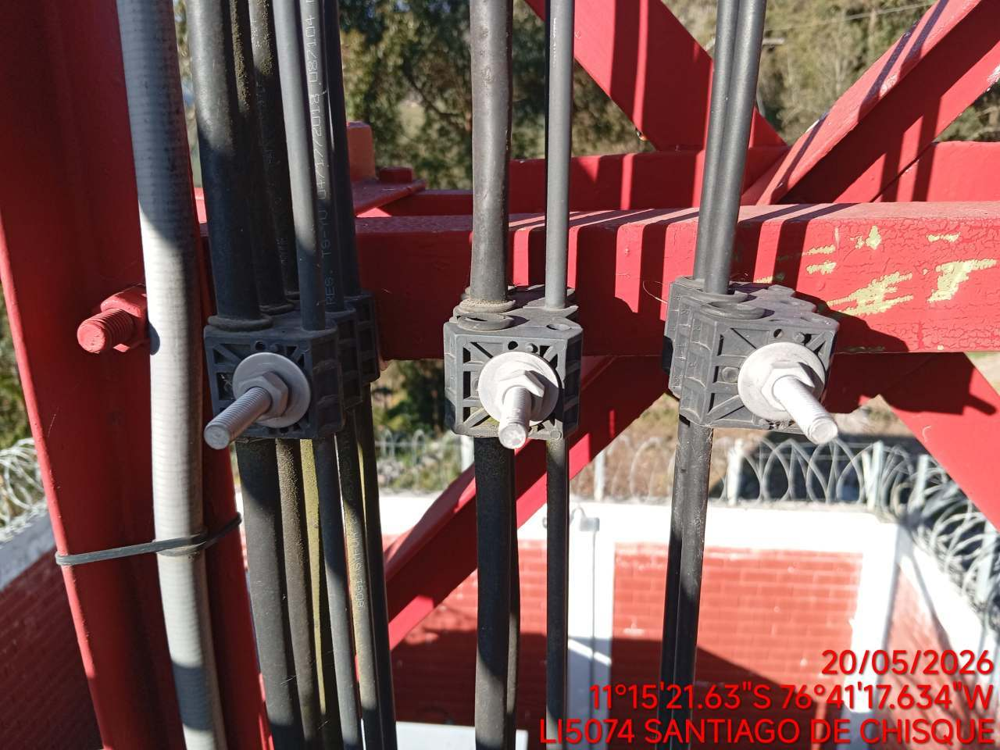 20/05/2026
11°15'21.63"S 76°41'17.634"W
LI5074 SANTIAGO DE CHISQUE